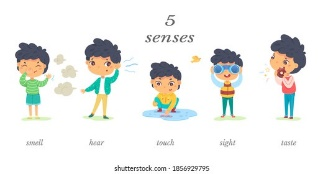 5
senses
smell
hear
touch
sight
taste
shutterstock.com · 1856929795